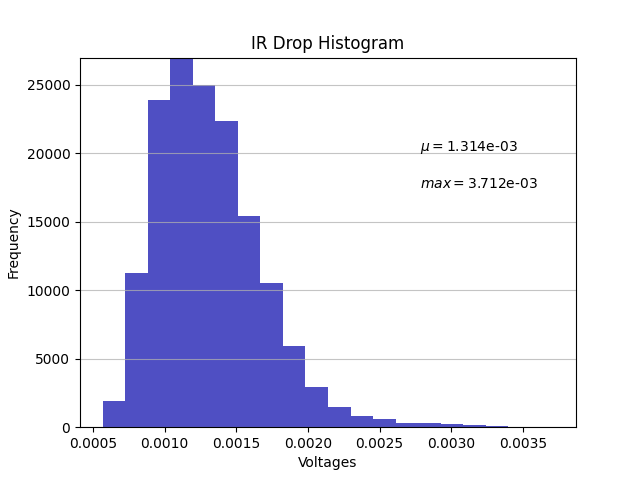 IR Drop Histogram
25000
20000
15000
10000
5000
0
Frequency
μ = 1.314e-03
max = 3.712e-03
0.0005 0.0010 0.0015 0.0020 0.0025 0.0030 0.0035
Voltages